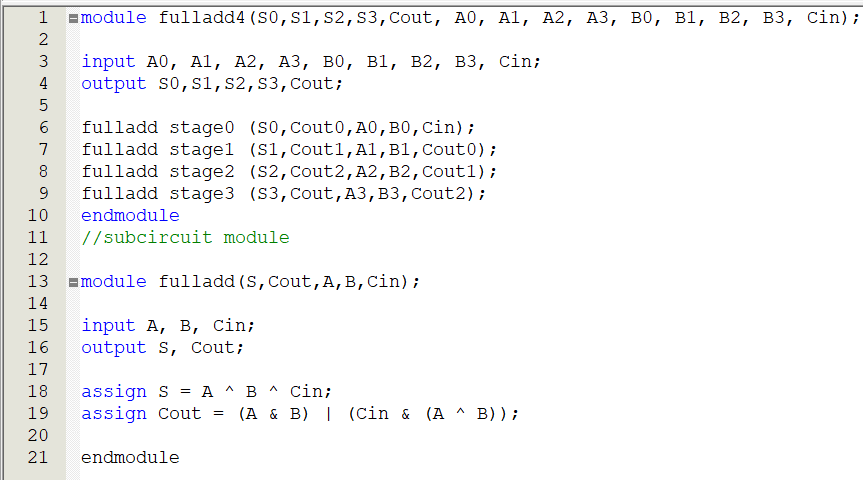 1 module fulladd4(S0,S1,S2,S3,Cout, A0, A1, A2, A3, B0, B1, B2, B3, Cin);
2
3 input A0, A1, A2, A3, B0, B1, B2, B3, Cin;
4 output S0,S1,S2,S3,Cout;
5
6 fulladd stage0 (S0,Cout0,A0,B0,Cin);
7 fulladd stage1 (S1,Cout1,A1,B1,Cout0);
8 fulladd stage2 (S2,Cout2,A2,B2,Cout1);
9 fulladd stage3 (S3,Cout,A3,B3,Cout2);
10 endmodule
11 //subcircuit module
12
13 module fulladd(S,Cout,A,B,Cin);
14
15 input A, B, Cin;
16 output S, Cout;
17
18 assign S = A ^ B ^ Cin;
19 assign Cout = (A & B) | (Cin & (A ^ B));
20
21 endmodule